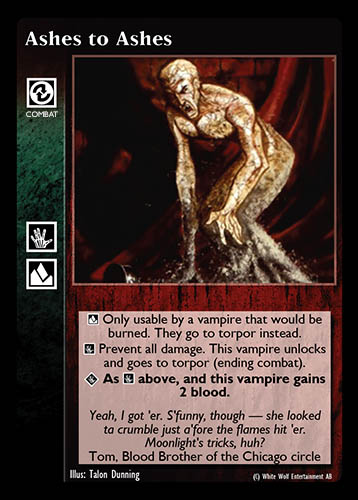 Ashes to Ashes
COMBAT
Only usable by a vampire that would be
burned. They go to torpor instead.
Prevent all damage. This vampire unlocks
and goes to torpor (ending combat).
As above, and this vampire gains
2 blood.
Yeah, I got 'er. S'funny, though — she looked
ta crumble just a'fore the flames hit 'er.
Moonlight's tricks, huh?
Tom, Blood Brother of the Chicago circle
Illus: Talon Dunning
(C) White Wolf Entertainment AB